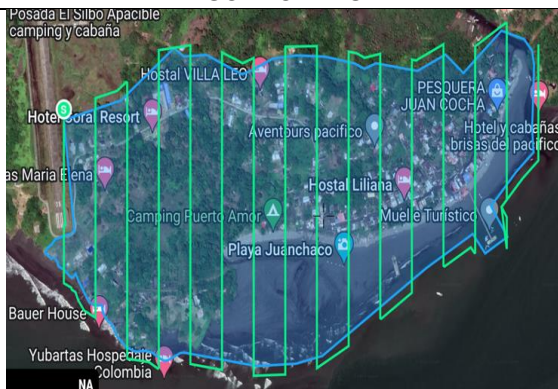 Posada El Silbo Apacible
camping y cabaña
Hostal VILLA LEO
PESQUERA
JUAN COCHA
S
Hotel Coral Resort
Aventours pacifico
Hotel y cabañas
brisas del pacifico
as Maria Elena
Hostal Liliana
Camping Puerto Amor
Muelle Turístico
Playa Juanchaco
Bauer House
Yubartas Hospedaje
Colombia
NA